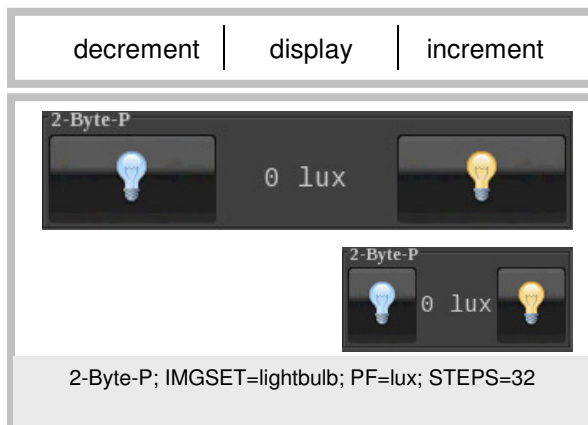 decrement display increment
2-Byte-P
0 lux
2-Byte-P
0 lux
2-Byte-P; IMGSET=lightbulb; PF=lux; STEPS=32